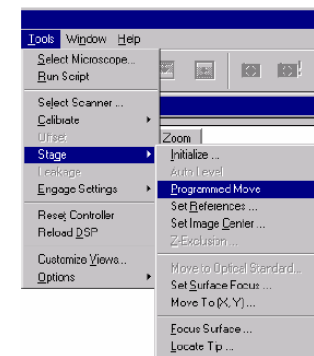 Tools Window Help
Select Microscope...
Run Script
Select Scanner ...
Calibrate
Offset
Stage
Leakage
Engage Settings
Reset Controller
Reload DSP
Customize Views...
Options
Zoom
Initialize ...
Auto Level
Programmed Move
Set References ...
Set Image Center ...
Z-Exclusion ...
Move to Optical Standard...
Set Surface Focus ...
Move To (X, Y) ...
Focus Surface ...
Locate Tip ...